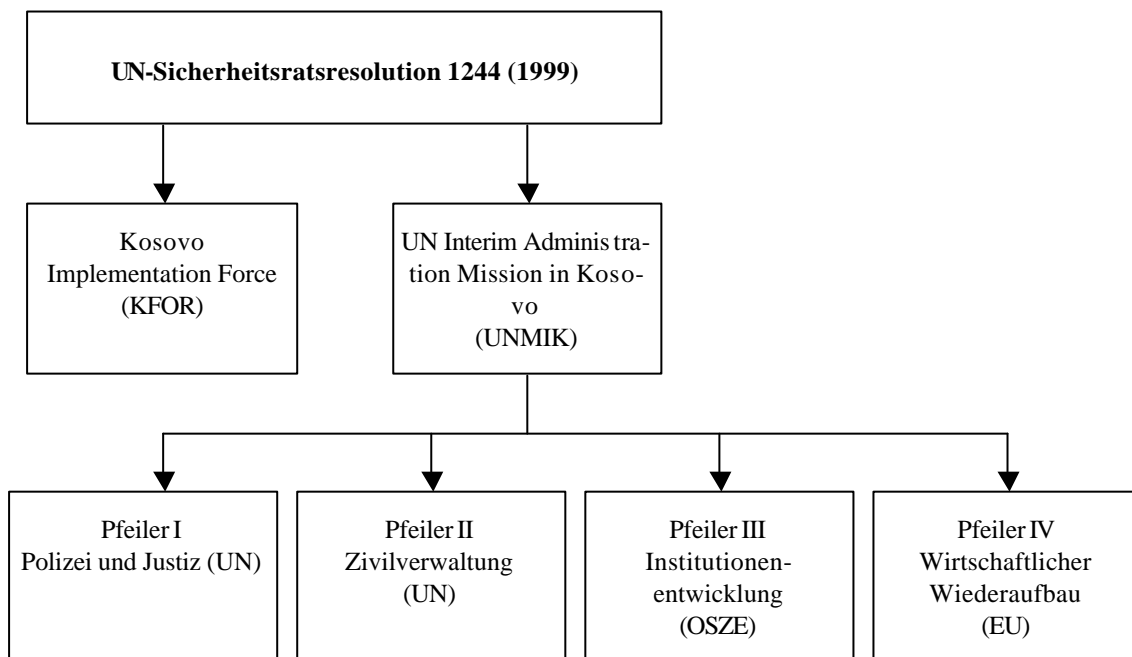 UN-Sicherheitsratsresolution 1244 (1999)
Kosovo
Implementation Force
(KFOR)
UN Interim Adminis tra-
tion Mission in Koso-
vo
(UNMIK)
Pfeiler I
Polizei und Justiz (UN)
Pfeiler II
Zivilverwaltung
(UN)
Pfeiler III
Institutionen-
entwicklung
(OSZE)
Pfeiler IV
Wirtschaftlicher
Wiederaufbau
(EU)